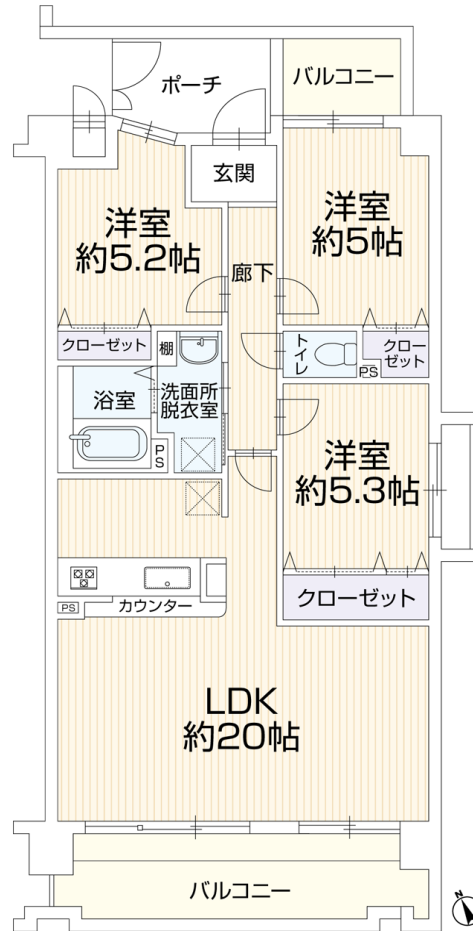 ポーチ
バルコニー
玄関
洋室
約5.2帖
洋室
約5帖
廊下
クローゼット
棚
トイレ
クロー
ゼット
PS
浴室
洗面所
脱衣室
PS
洋室
約5.3帖
クローゼット
PS
カウンター
LDK
約20帖
バルコニー
N